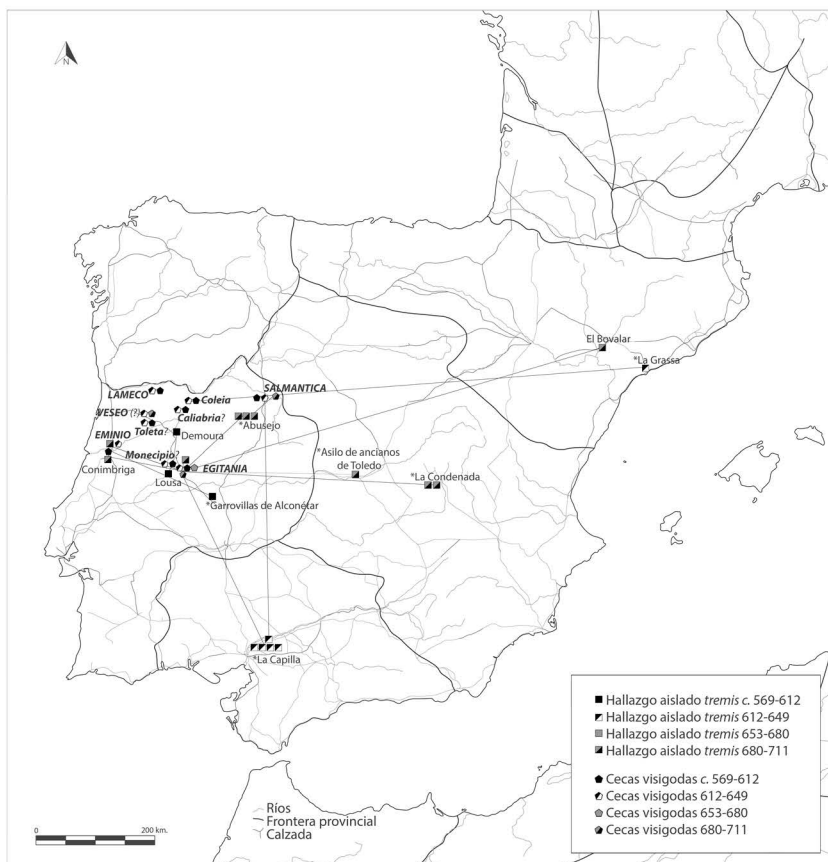 N
El Bovalar
*La Grassa
LAMECO
Coleia
SALMANTICA
VESEO (?)
Caliabria?
Toleta?
*Abusejo
Demoura
EMINIO
*Asilo de ancianos
de Toledo
Monecipio?
Conimbriga
EGITANIA
*La Condenada
Lousa
*Garrovillas de Alconétar
*La Capilla
Hallazgo aislado tremis c. 569-612
Hallazgo aislado tremis 612-649
Hallazgo aislado tremis 653-680
Hallazgo aislado tremis 680-711
Cecas visigodas c. 569-612
Cecas visigodas 612-649
Cecas visigodas 653-680
Cecas visigodas 680-711
Ríos
Frontera provincial
Calzada
0 200 km.